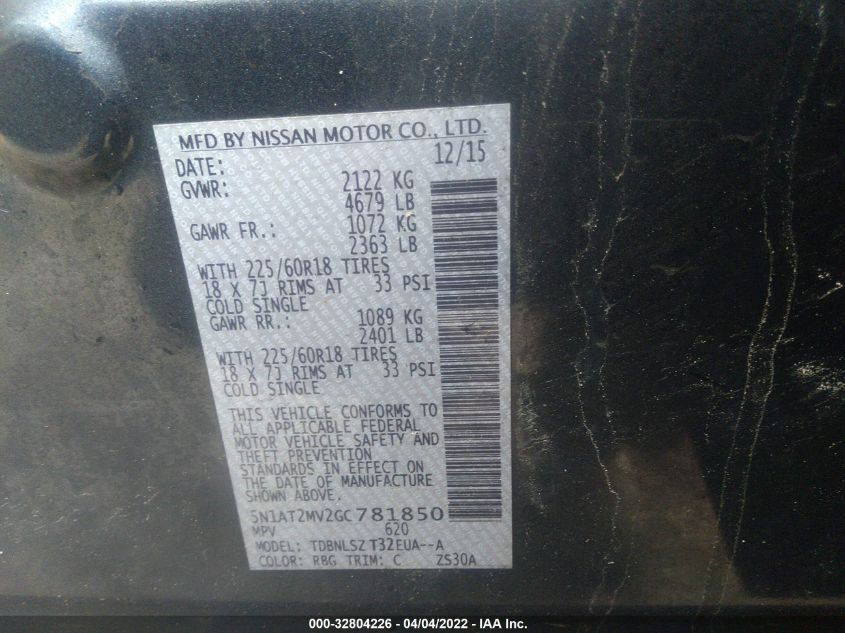 MFD BY NISSAN MOTOR CO., LTD.
DATE: 12/15
GVWR: 2122 KG
4679 LB
GAWR FR.: 1072 KG
2363 LB
WITH 225/60R18 TIRES
18 X 7J RIMS AT 33 PSI
COLD SINGLE
GAWR RR.: 1089 KG
2401 LB
WITH 225/60R18 TIRES
18 X 7J RIMS AT 33 PSI
COLD SINGLE
THIS VEHICLE CONFORMS TO
ALL APPLICABLE FEDERAL
MOTOR VEHICLE SAFETY AND
THEFT PREVENTION
STANDARDS IN EFFECT ON
THE DATE OF MANUFACTURE
SHOWN ABOVE.
5N1AT2MV2GC781850
MPV 620
MODEL: TDBNLSZ T32EUA--A
COLOR: RBG TRIM: C ZS30A
000-32804226 - 04/04/2022 - IAA Inc.